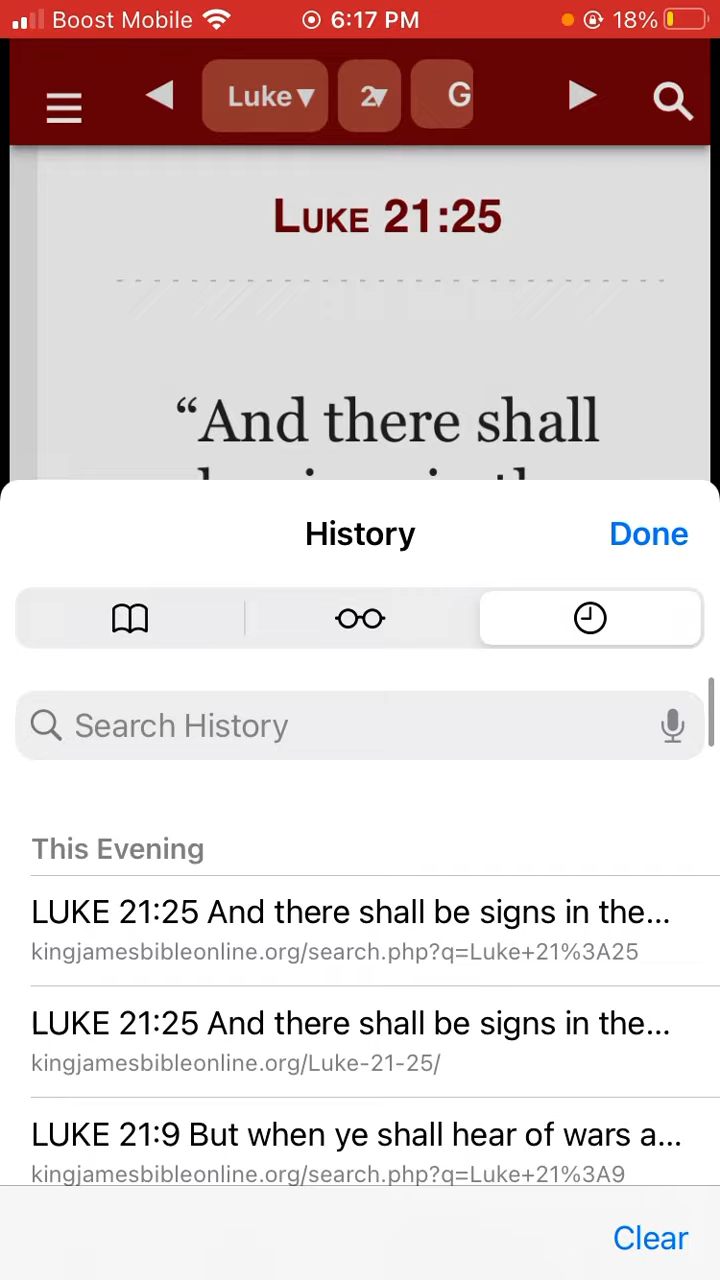 Boost Mobile 6:17 PM 18%
Luke▼ 2▼ G
LUKE 21:25
“And there shall
History Done
Search History
This Evening
LUKE 21:25 And there shall be signs in the...
kingjamesbibleonline.org/search.php?q=Luke+21%3A25
LUKE 21:25 And there shall be signs in the...
kingjamesbibleonline.org/Luke-21-25/
LUKE 21:9 But when ye shall hear of wars a...
kingjamesbibleonline.org/search.php?q=Luke+21%3A9
Clear